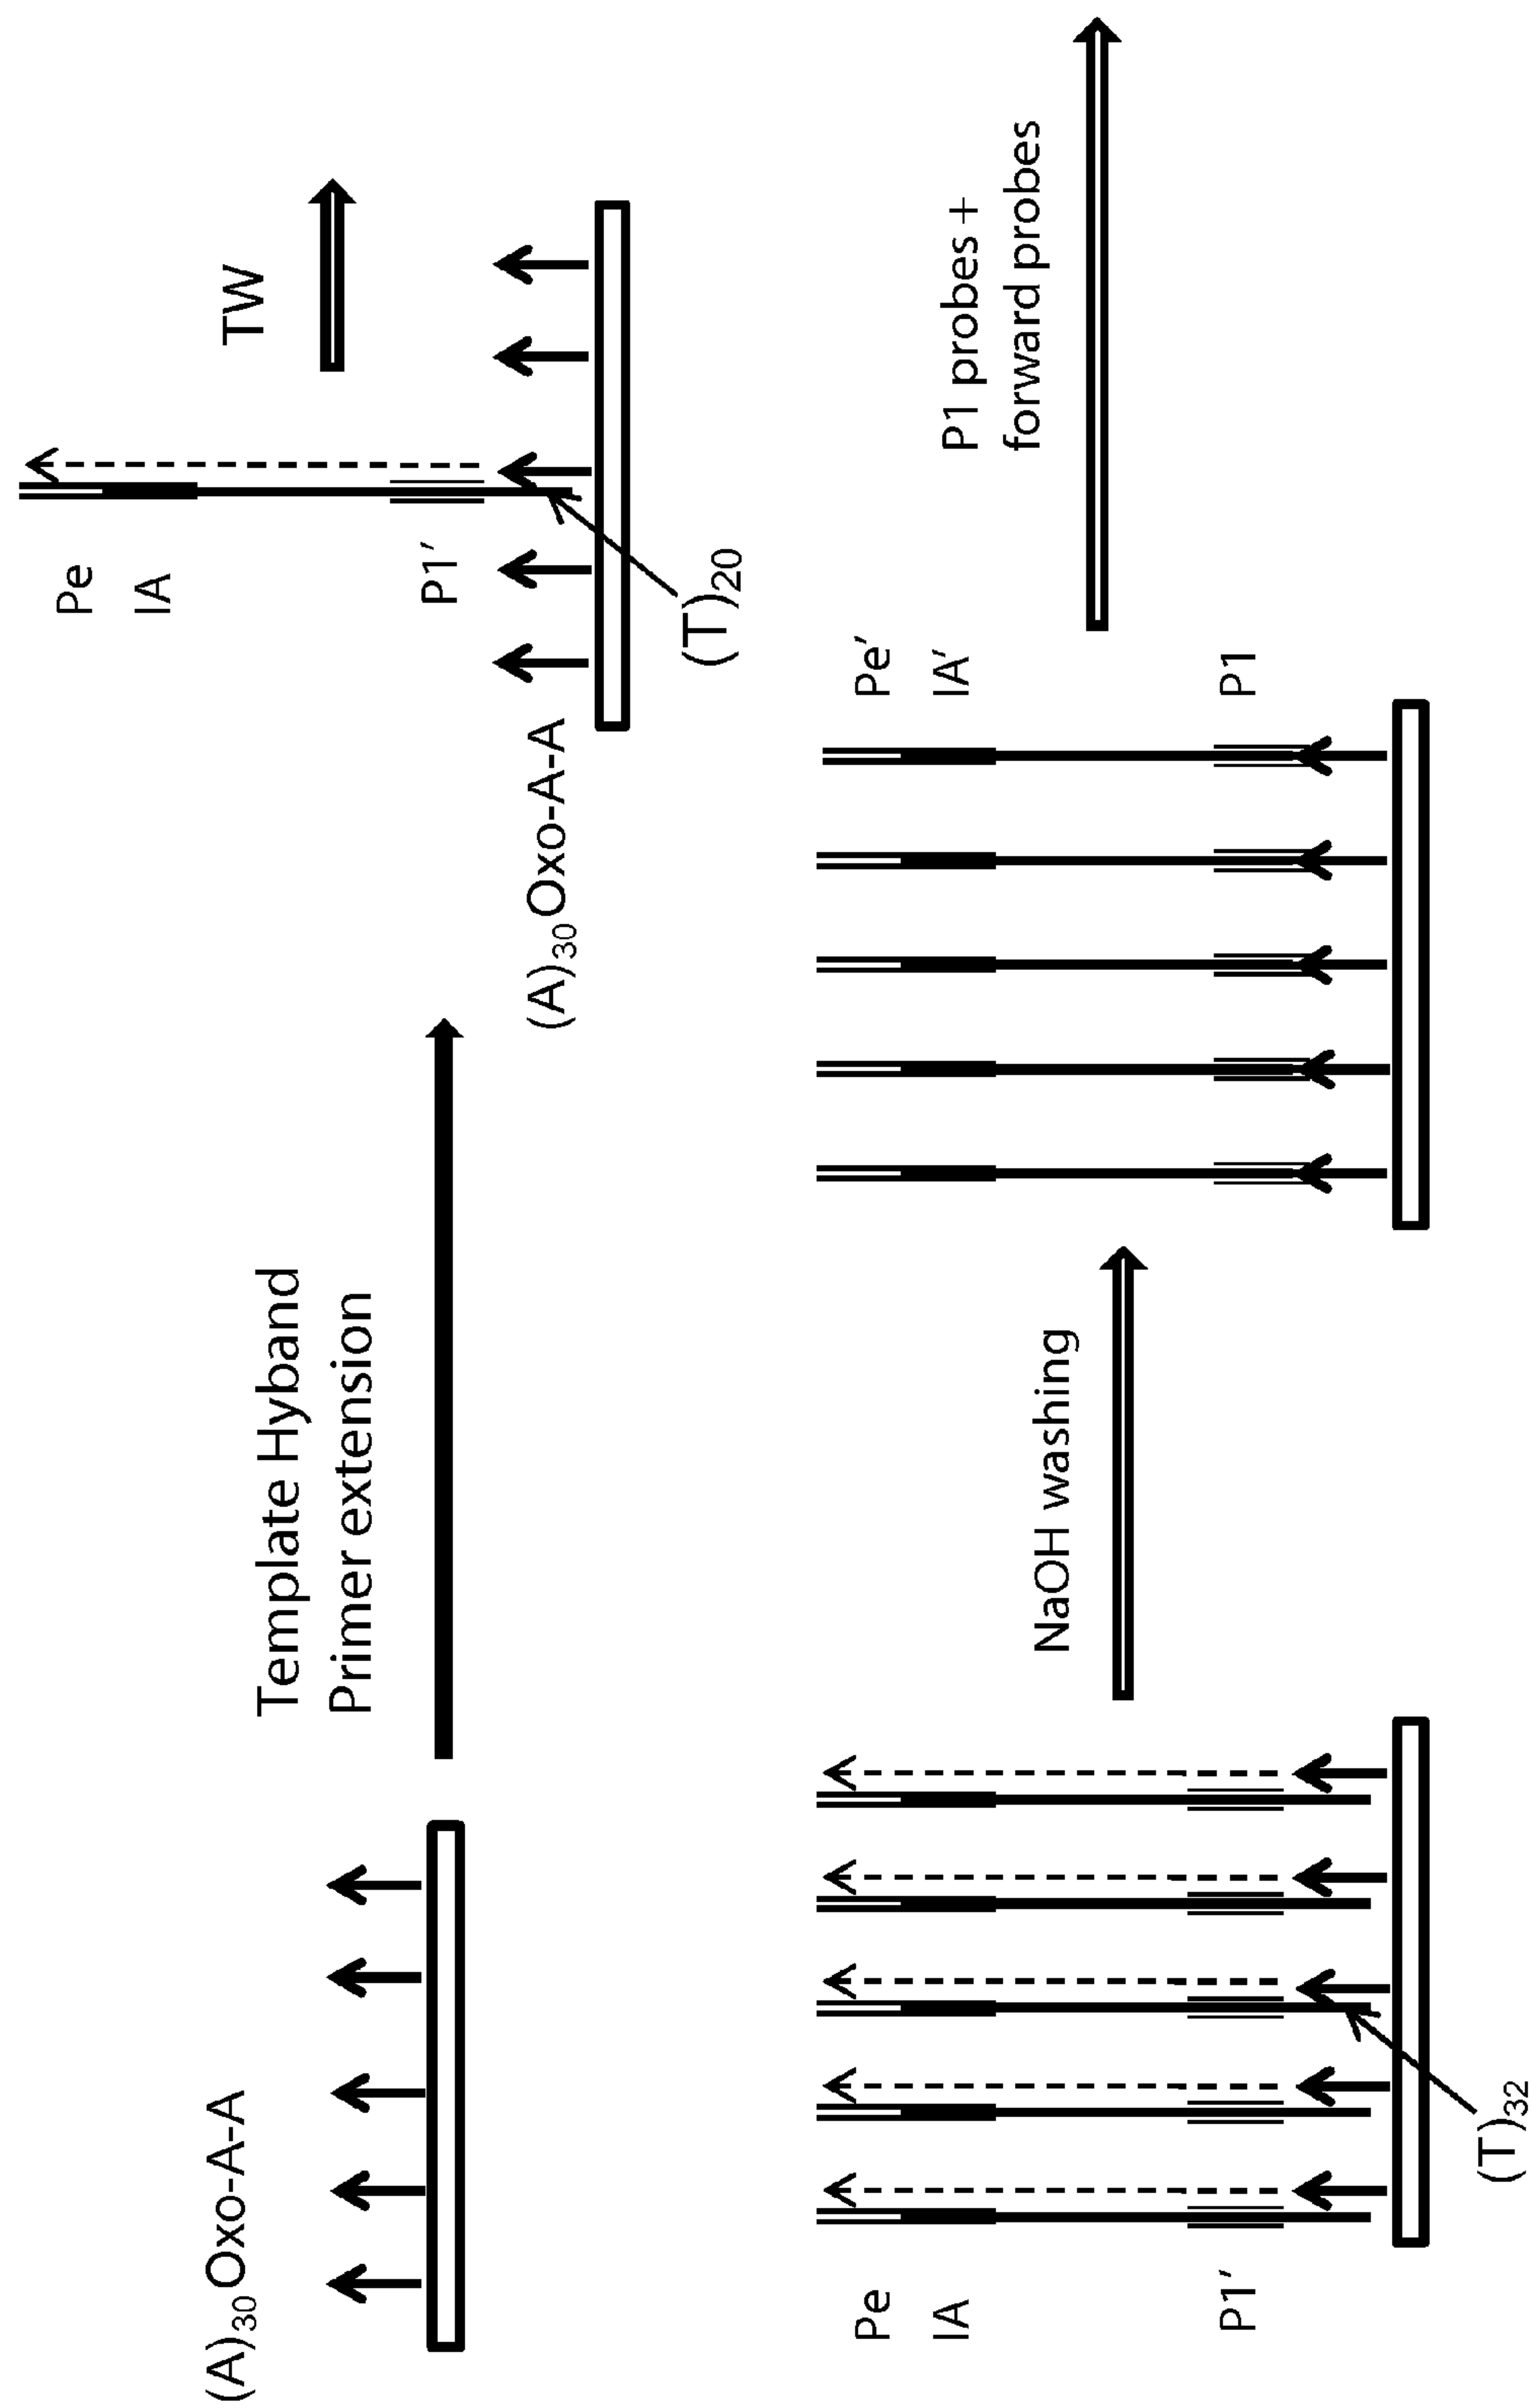 (A)30Oxo-A-A
Template Hyband
Primer extension
(A)30Oxo-A-A
Pe
IA
P1′
(T)20
TW
Pe
IA
P1′
(T)32
NaOH washing
Pe′
IA′
P1
P1 probes +
forward probes